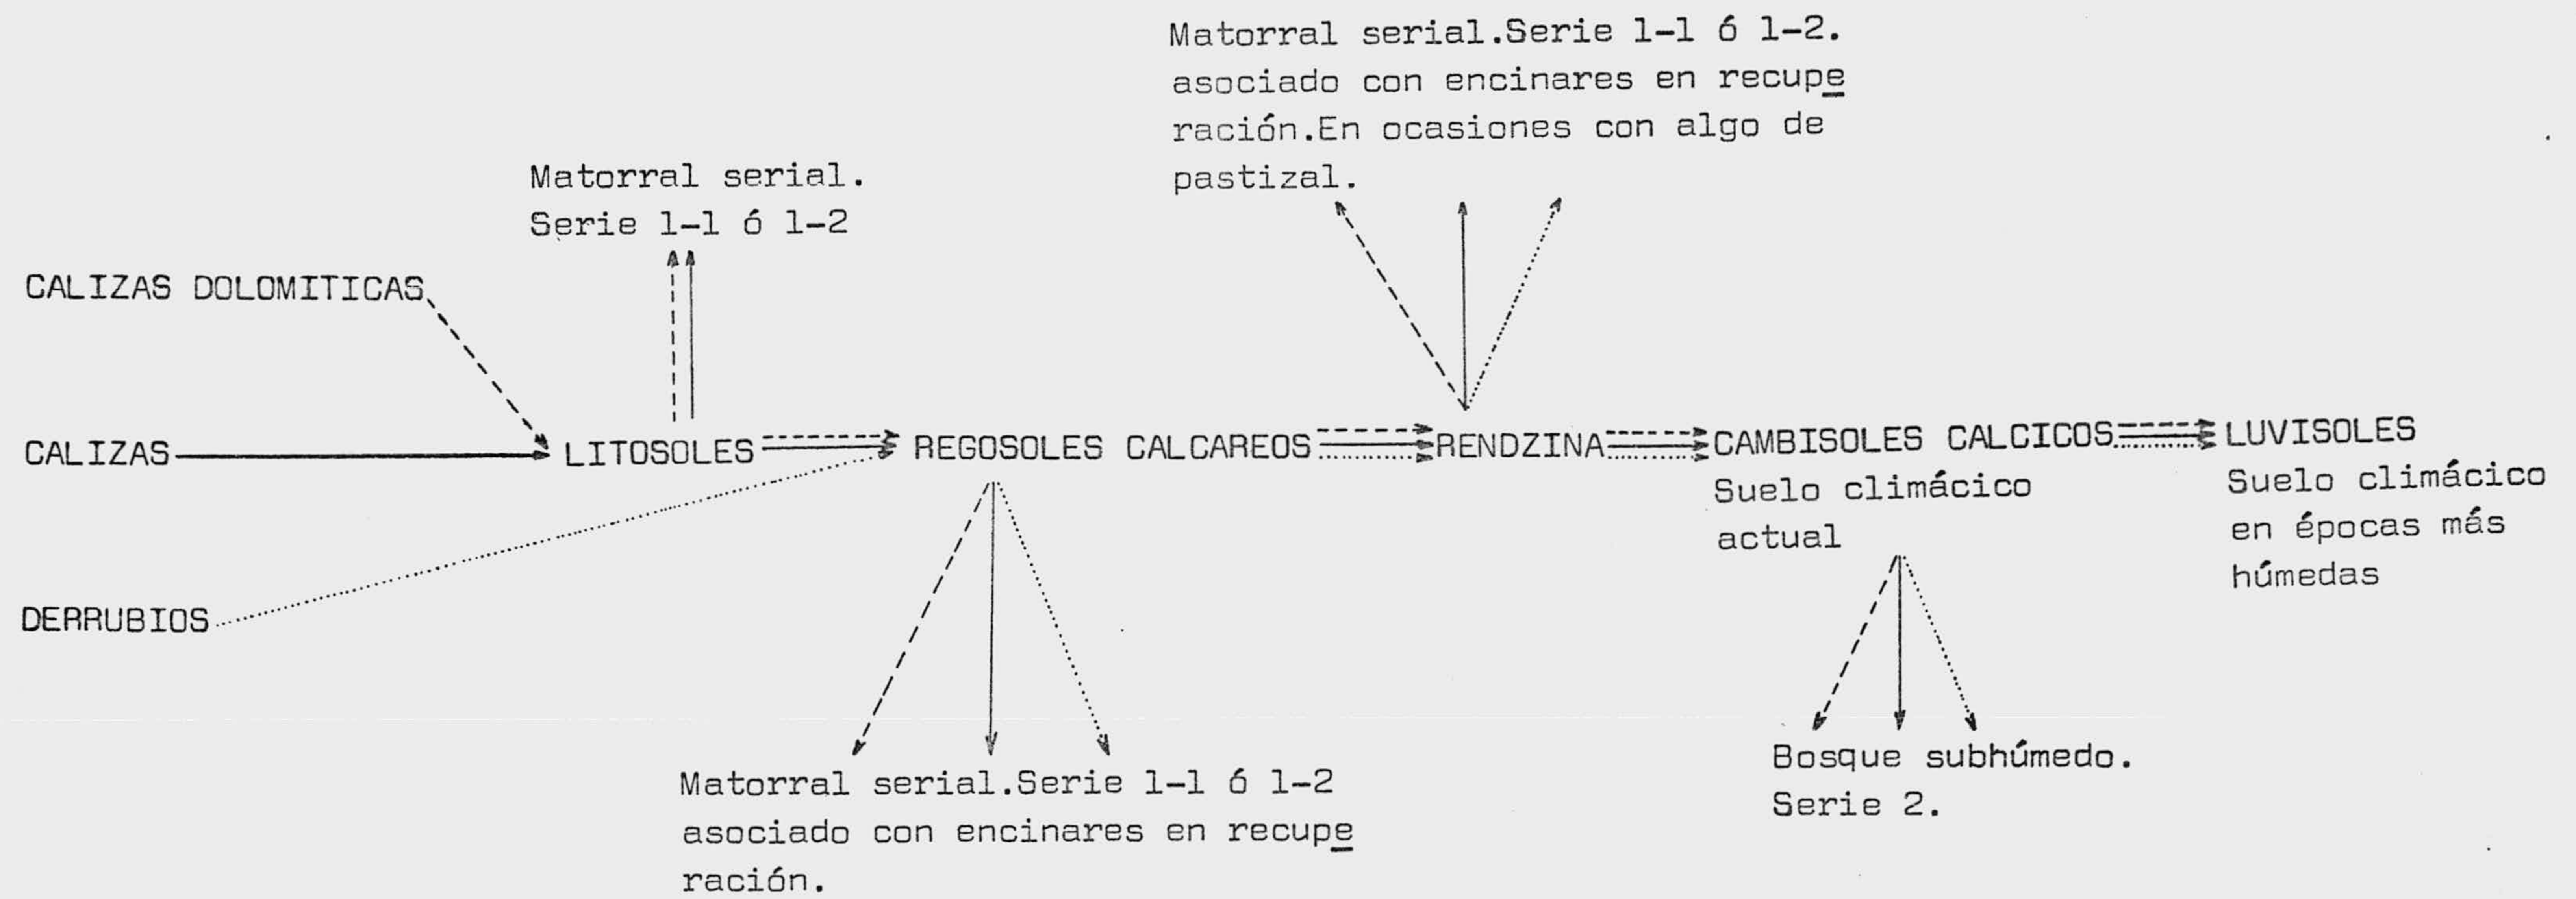 Matorral serial.Serie 1-1 ó 1-2.
asociado con encinares en recupe
ración.En ocasiones con algo de
pastizal.
Matorral serial.
Serie 1-1 ó 1-2
CALIZAS DOLOMITICAS
CALIZAS
LITOSOLES
REGOSOLES CALCAREOS
RENDZINA
CAMBISOLES CALCICOS
Suelo climácico
actual
LUVISOLES
Suelo climácico
en épocas más
húmedas
DERRUBIOS
Matorral serial.Serie 1-1 ó 1-2
asociado con encinares en recupe
ración.
Bosque subhúmedo.
Serie 2.